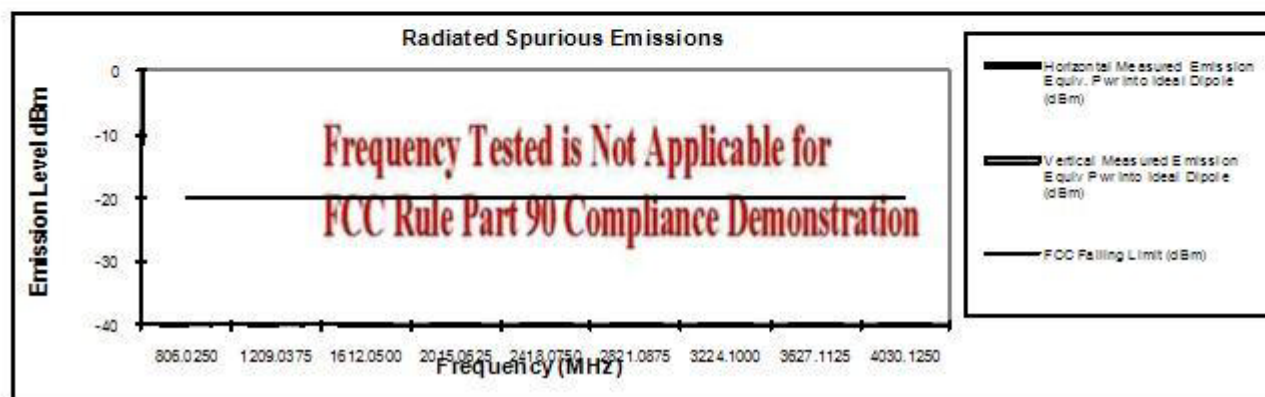 Radiated Spurious Emissions
Emission Level dBm
0
-10
-20
-30
-40
Frequency Tested is Not Applicable for
FCC Rule Part 90 Compliance Demonstration
806.0250 1209.0375 1612.0500 2015.0625 2418.0750 2821.0875 3224.1000 3627.1125 4030.1250
Frequency (MHz)
Horizontal Measured Emission
Equiv. Pwr Into Ideal Dipole
(dBm)
Vertical Measured Emission
Equiv Pwr Into Ideal Dipole
(dBm)
FCC Falling Limit (dBm)